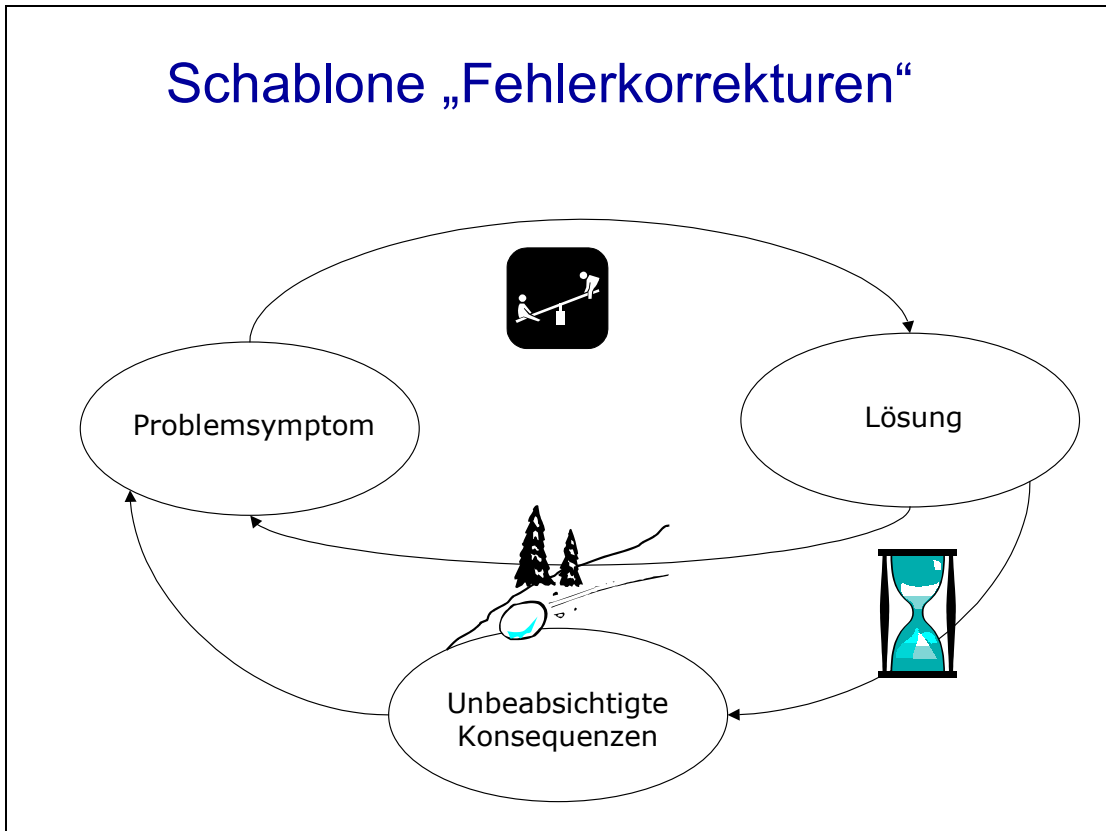 Schablone „Fehlerkorrekturen“
Problemsymptom
Lösung
Unbeabsichtigte
Konsequenzen